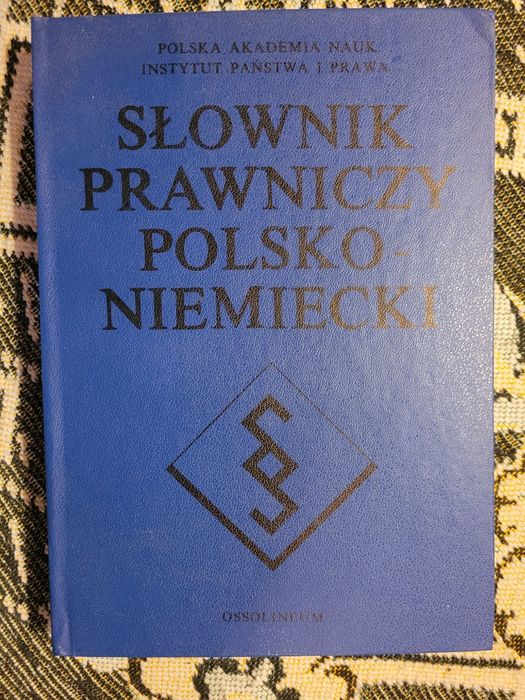 POLSKA AKADEMIA NAUK
INSTYTUT PAŃSTWA I PRAWA
SŁOWNIK
PRAWNICZY
POLSKO-
NIEMIECKI
§
OSSOLINEUM